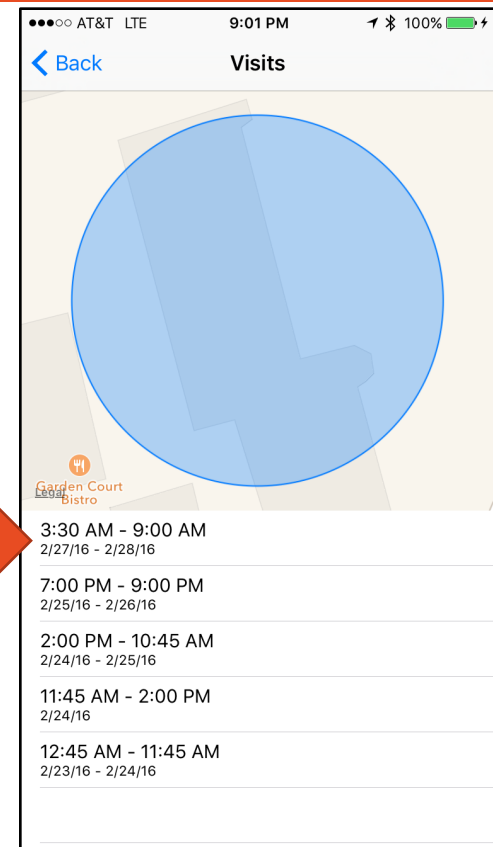 AT&T LTE 9:01 PM 100%
Back Visits
Garden Court
Legal
Bistro
3:30 AM - 9:00 AM
2/27/16 - 2/28/16
7:00 PM - 9:00 PM
2/25/16 - 2/26/16
2:00 PM - 10:45 AM
2/24/16 - 2/25/16
11:45 AM - 2:00 PM
2/24/16
12:45 AM - 11:45 AM
2/23/16 - 2/24/16